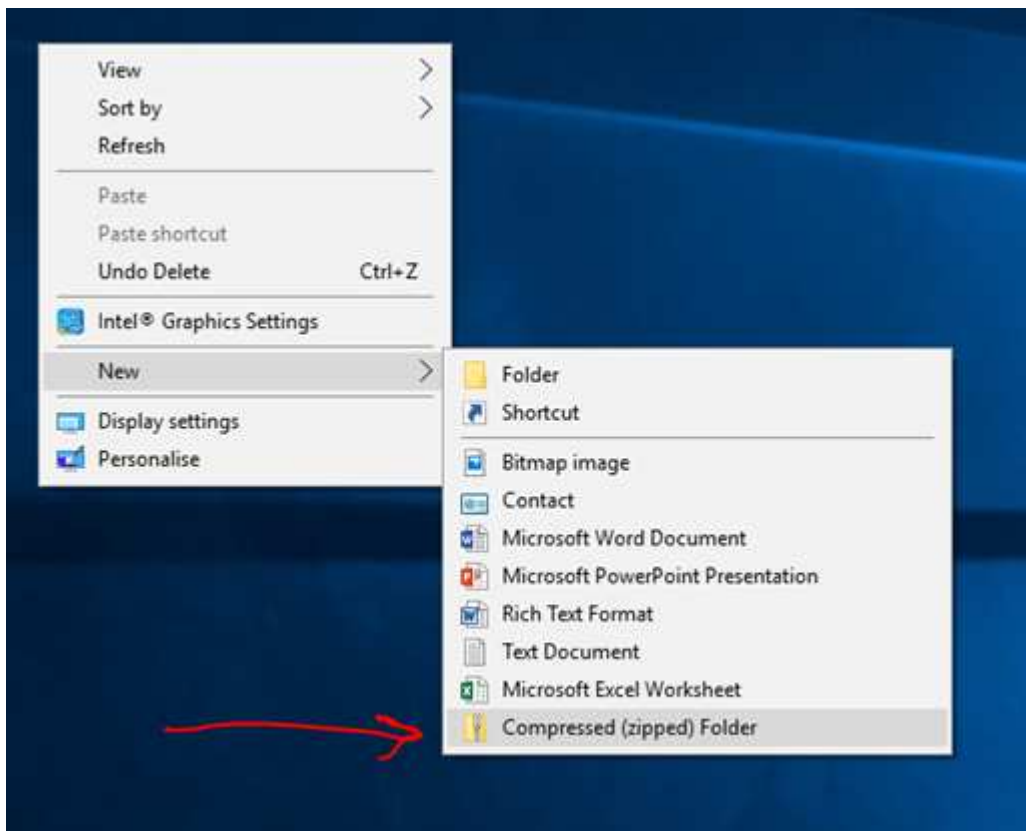 View
Sort by
Refresh
Paste
Paste shortcut
Undo Delete Ctrl+Z
Intel® Graphics Settings
New
Display settings
Personalise
Folder
Shortcut
Bitmap image
Contact
Microsoft Word Document
Microsoft PowerPoint Presentation
Rich Text Format
Text Document
Microsoft Excel Worksheet
Compressed (zipped) Folder